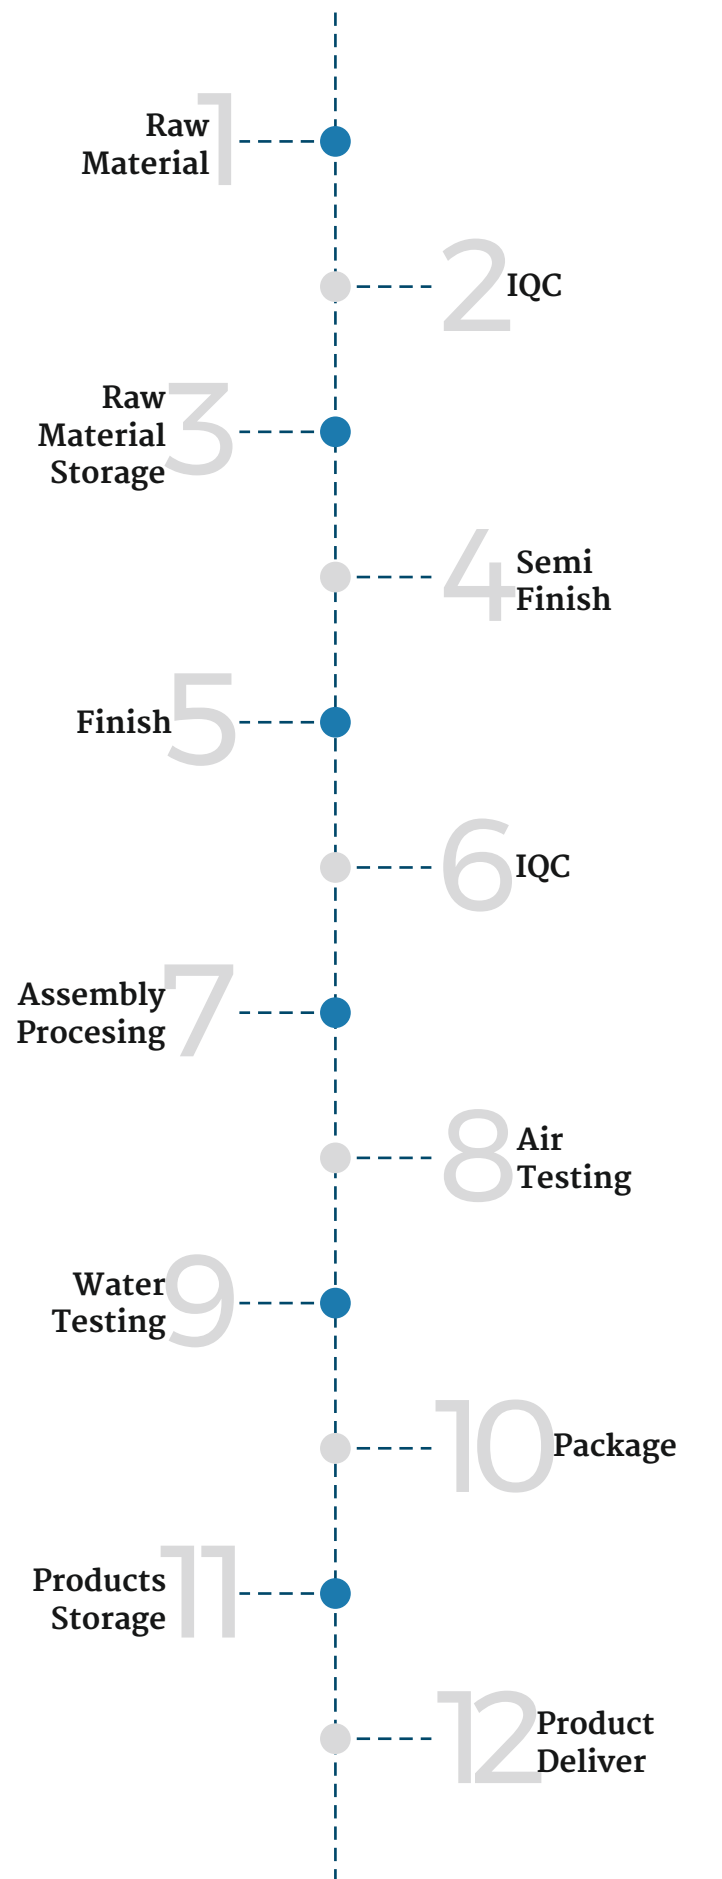 1
Raw
Material
2
IQC
3
Raw
Material
Storage
4
Semi
Finish
5
Finish
6
IQC
7
Assembly
Procesing
8
Air
Testing
9
Water
Testing
10
Package
11
Products
Storage
12
Product
Deliver